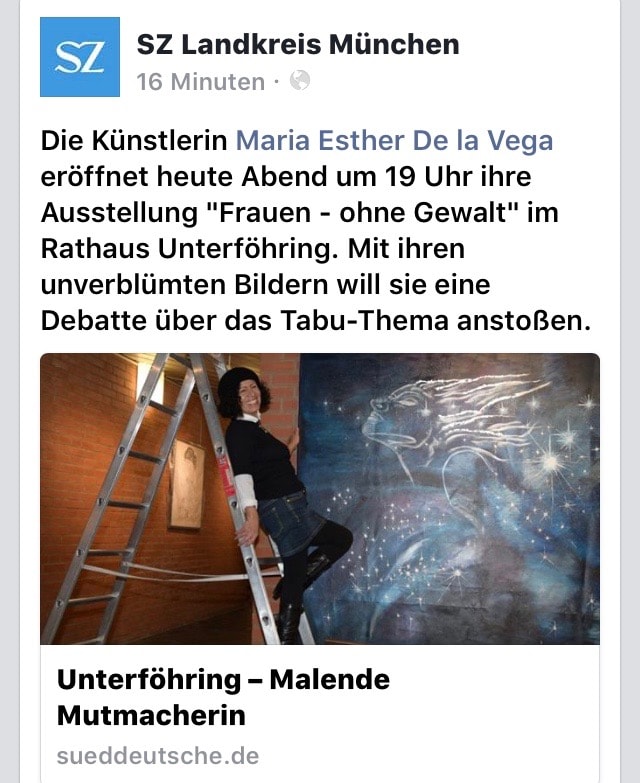 SZ
SZ Landkreis München
16 Minuten ·
Die Künstlerin Maria Esther De la Vega
eröffnet heute Abend um 19 Uhr ihre
Ausstellung "Frauen - ohne Gewalt" im
Rathaus Unterföhring. Mit ihren
unverblümten Bildern will sie eine
Debatte über das Tabu-Thema anstoßen.
Unterföhring – Malende
Mutmacherin
sueddeutsche.de